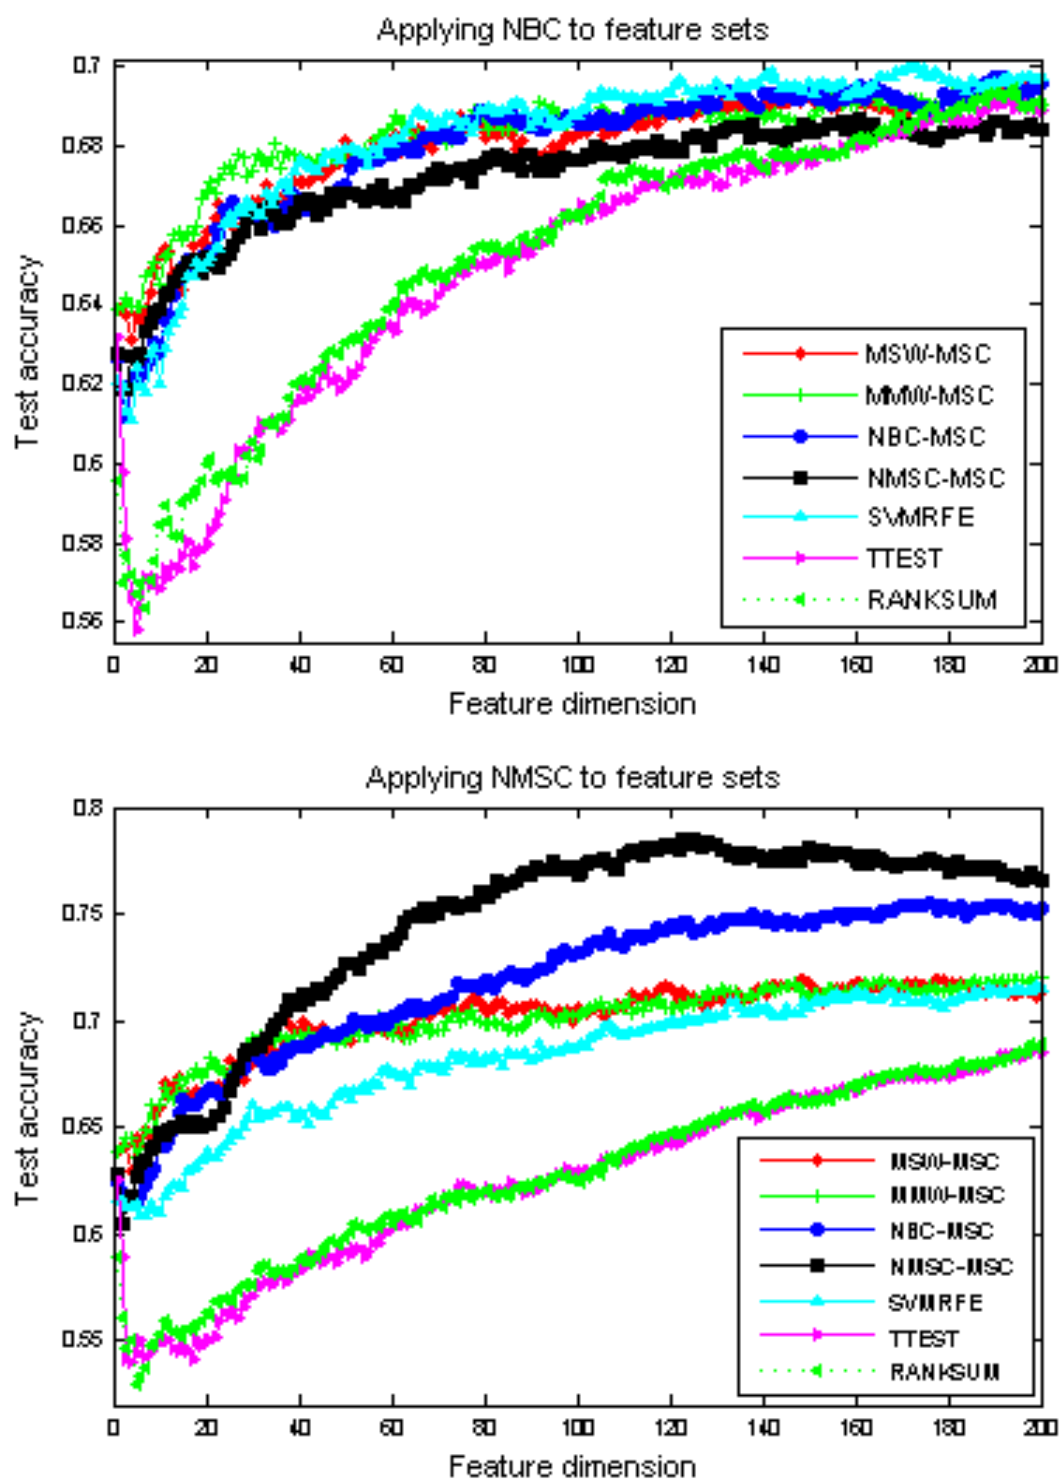 Applying NBC to feature sets
0.7
0.68
0.66
0.64
0.62
0.6
0.58
0.56
Test accuracy
MSW-MSC
MMW-MSC
NBC-MSC
NMSC-MSC
SVMRFE
TTEST
RANKSUM
0 20 40 60 80 100 120 140 160 180 200
Feature dimension
Applying NMSC to feature sets
0.8
0.75
0.7
0.65
0.6
0.55
Test accuracy
MSW-MSC
MMW-MSC
NBC-MSC
NMSC-MSC
SVMRFE
TTEST
RANKSUM
0 20 40 60 80 100 120 140 160 180 200
Feature dimension